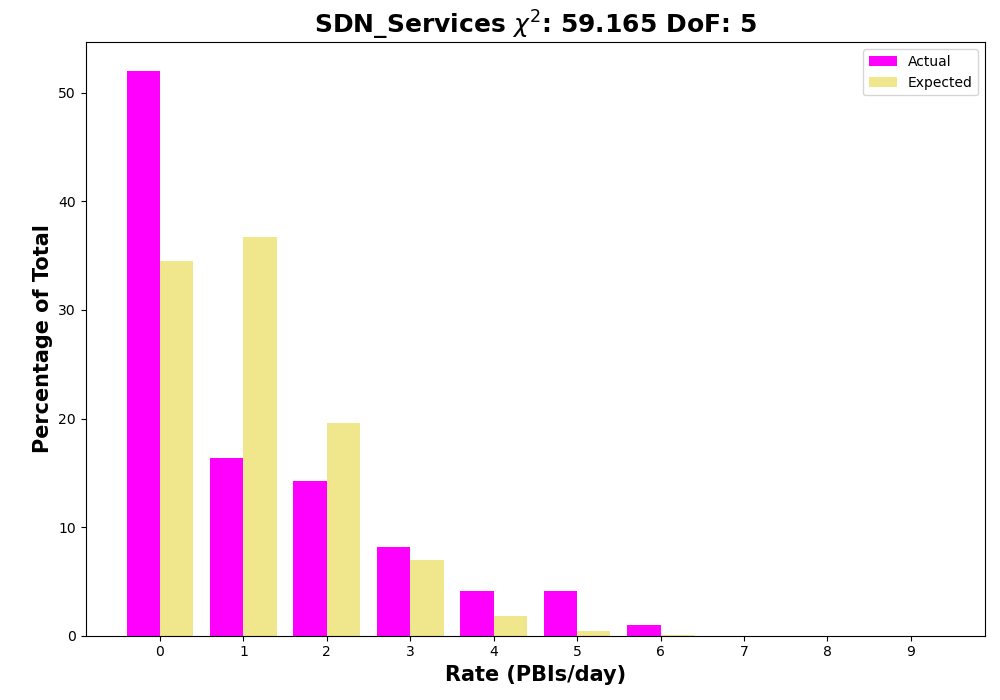 SDN_Services χ²: 59.165 DoF: 5
Actual
Expected
Percentage of Total
50
40
30
20
10
0
0 1 2 3 4 5 6 7 8 9
Rate (PBIs/day)